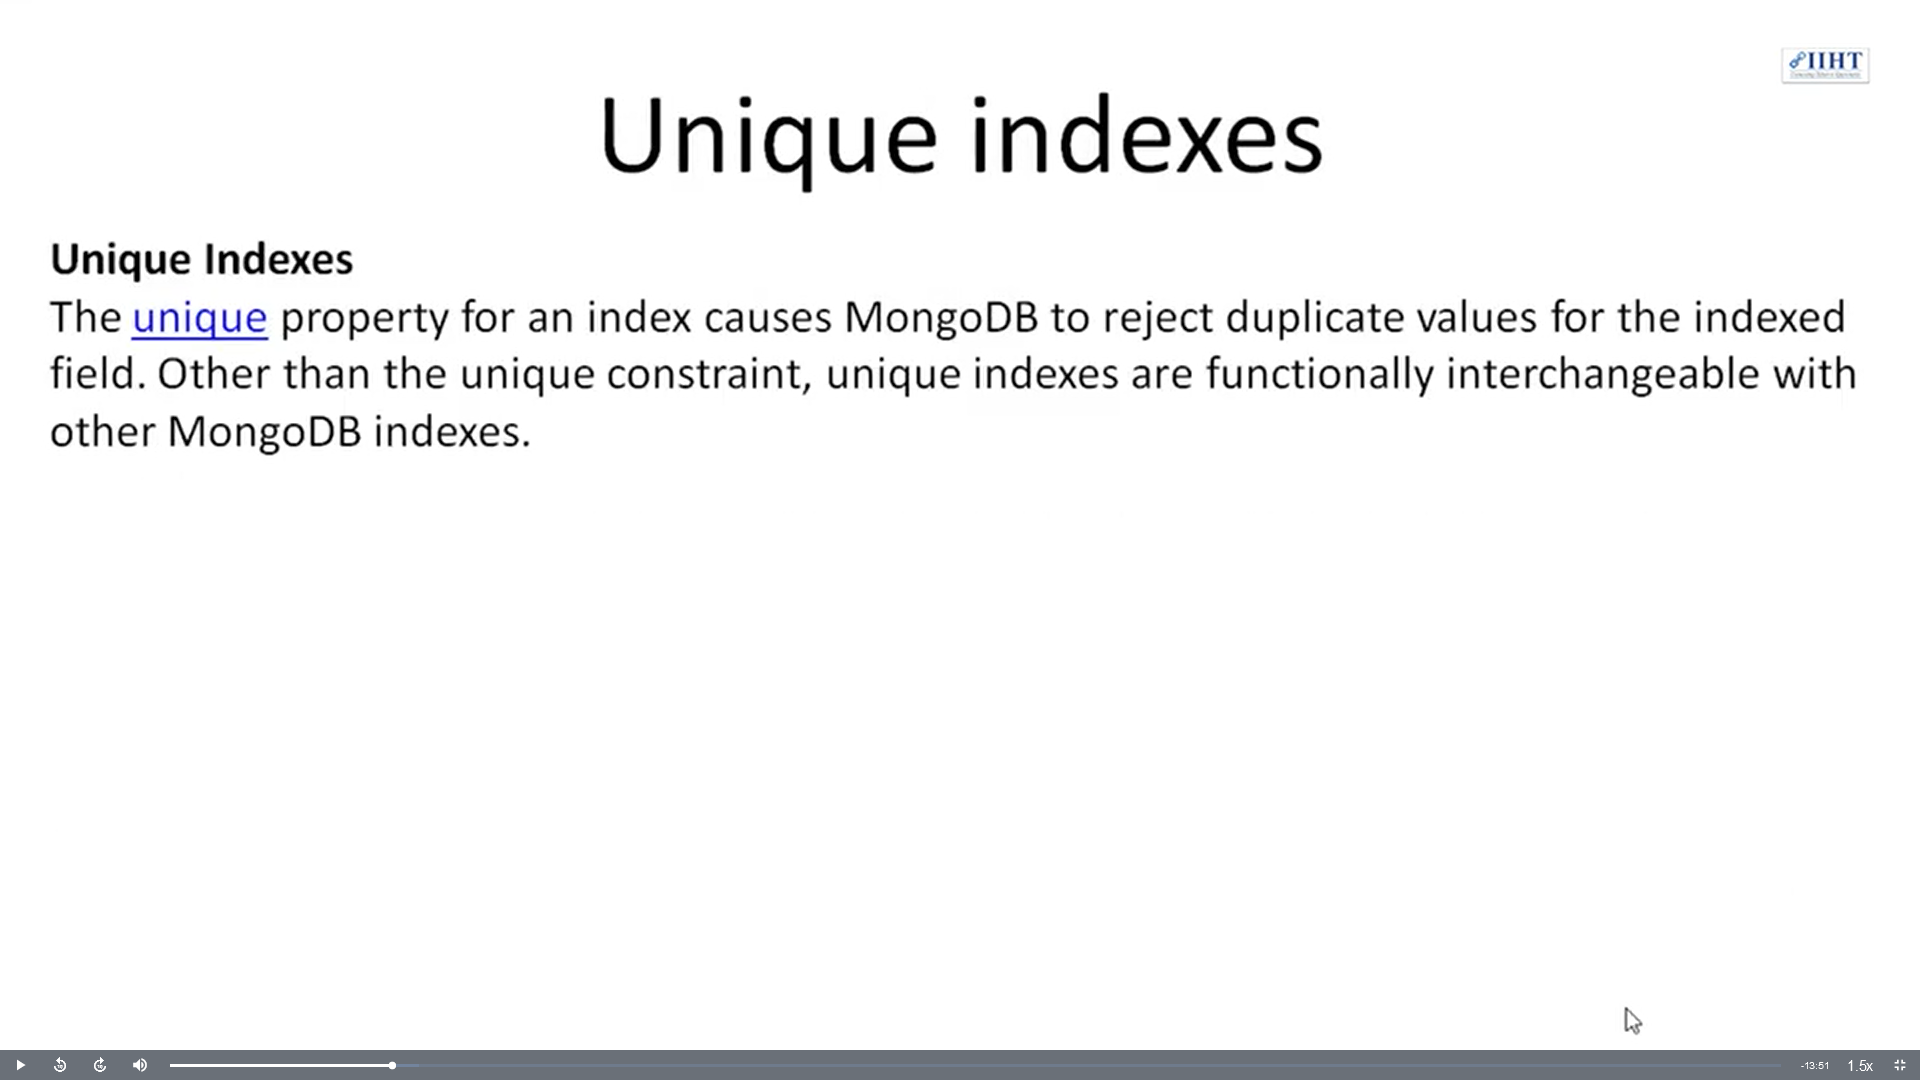 IIHT
Unique indexes
Unique Indexes
The unique property for an index causes MongoDB to reject duplicate values for the indexed
field. Other than the unique constraint, unique indexes are functionally interchangeable with
other MongoDB indexes.
-13:51 1.5x